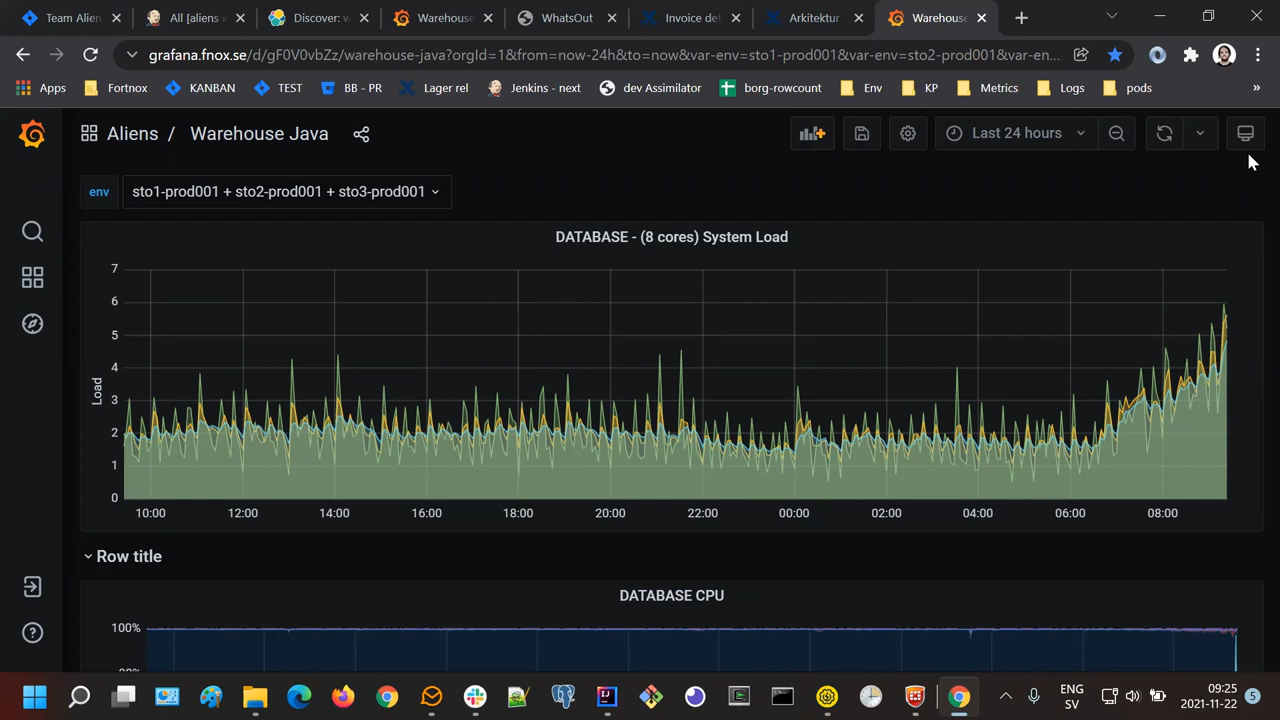 Team Alien
All [aliens
Discover: w
Warehouse
WhatsOut
Invoice det
Arkitektur
Warehouse
grafana.fnox.se/d/gF0V0vbZz/warehouse-java?orgId=1&from=now-24h&to=now&var-env=sto1-prod001&var-env=sto2-prod001&var-en...
Apps
Fortnox
KANBAN
TEST
BB - PR
Lager rel
Jenkins - next
dev Assimilator
borg-rowcount
Env
KP
Metrics
Logs
pods
»
Aliens / Warehouse Java
Last 24 hours
env
sto1-prod001 + sto2-prod001 + sto3-prod001
DATABASE - (8 cores) System Load
Load
7
6
5
4
3
2
1
0
10:00 12:00 14:00 16:00 18:00 20:00 22:00 00:00 02:00 04:00 06:00 08:00
Row title
DATABASE CPU
100%
ENG
SV
09:25
2021-11-22
5